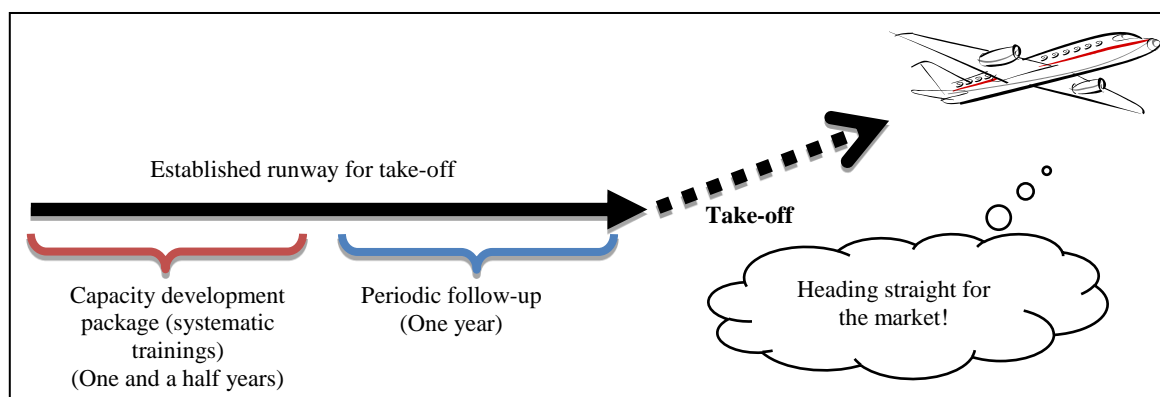 Established runway for take-off
Take-off
Capacity development
package (systematic
trainings)
(One and a half years)
Periodic follow-up
(One year)
Heading straight for
the market!